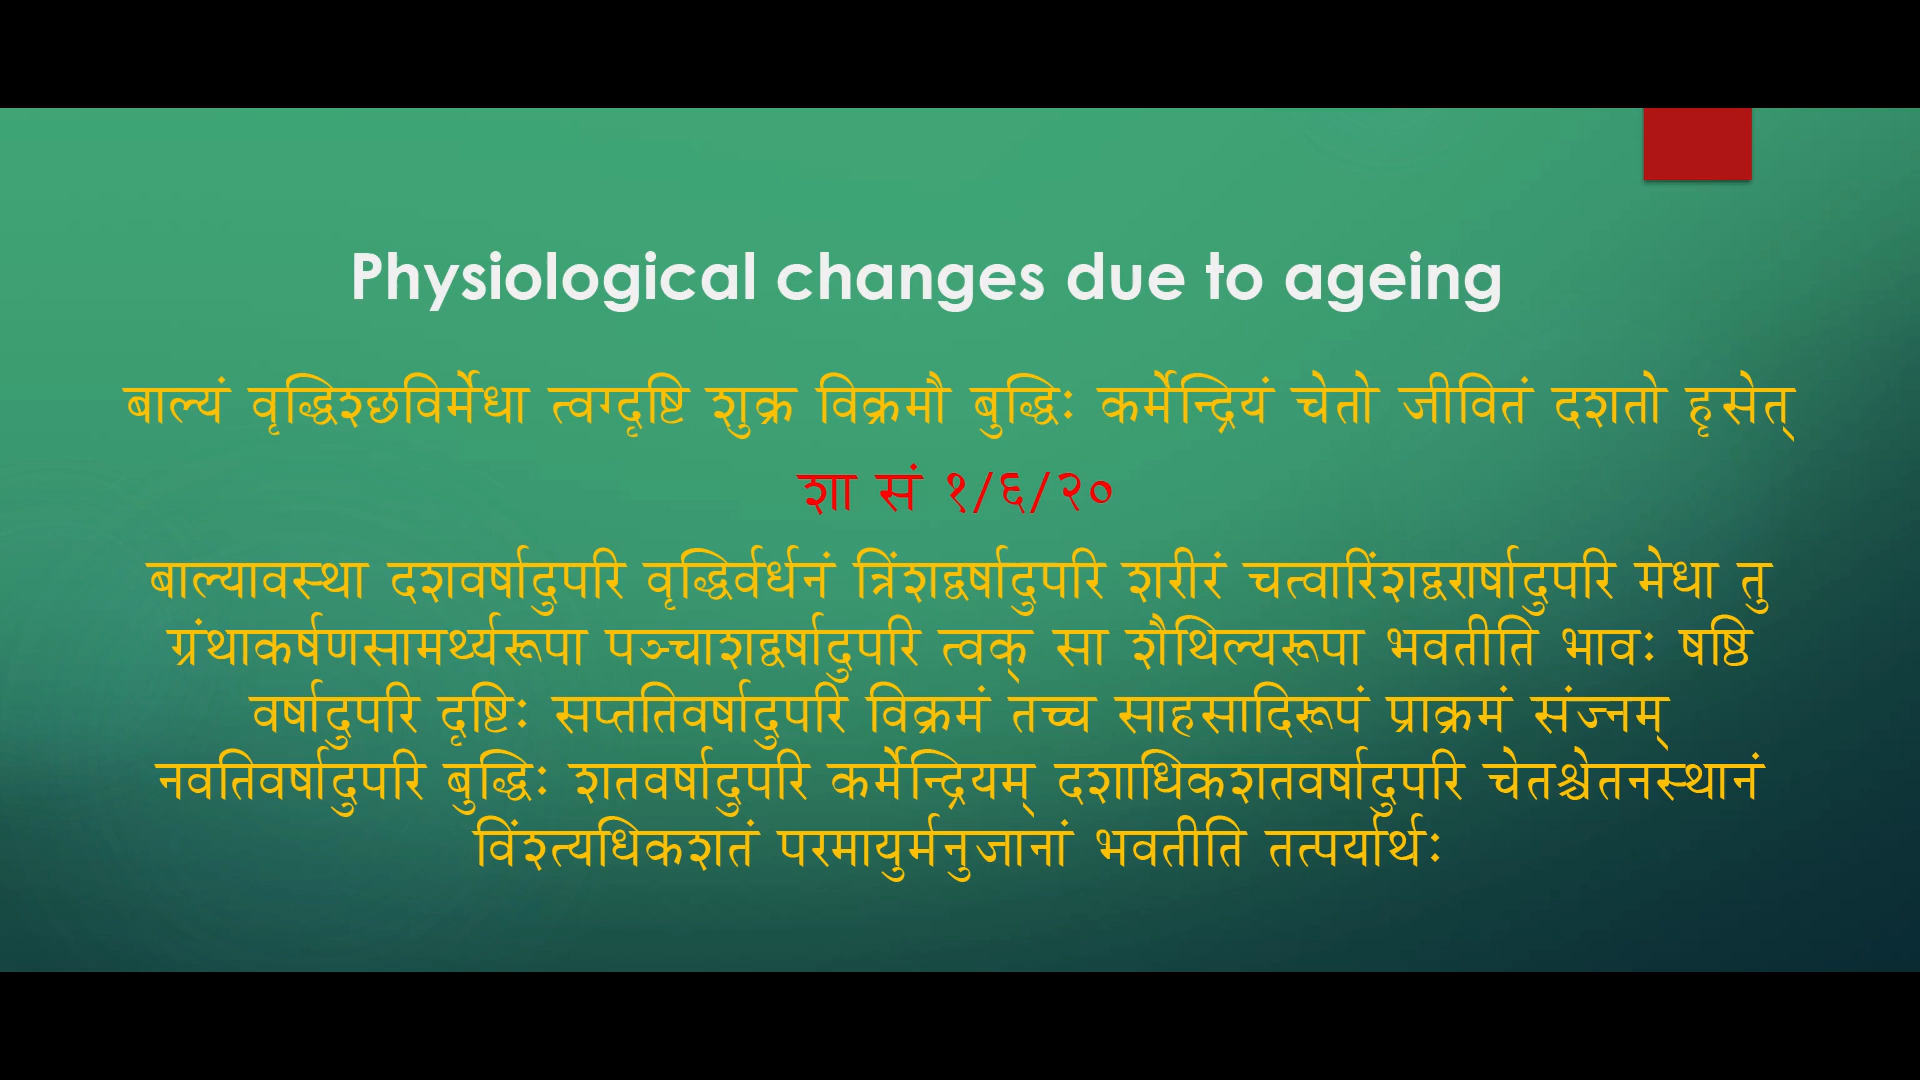 Physiological changes due to ageing
बाल्यं वृद्धिश्छविर्मेधा त्वग्दृष्टि शुक्र विक्रमौ बुद्धिः कर्मेन्द्रियं चेतो जीवितं दशतो हृसेत्
शा सं १/६/२०
बाल्यावस्था दशवर्षादुपरि वृद्धिर्वर्धनं त्रिंशद्वर्षादुपरि शरीरं चत्वारिंशद्वरार्षादुपरि मेधा तु
ग्रंथाकर्षणसामर्थ्यरूपा पञ्चाशद्वर्षादुपरि त्वक् सा शैथिल्यरूपा भवतीति भावः षष्ठि
वर्षादुपरि दृष्टिः सप्ततिवर्षादुपरि विक्रमं तच्च साहसादिरूपं प्राक्रमं संज्नम्
नवतिवर्षादुपरि बुद्धिः शतवर्षादुपरि कर्मेन्द्रियम् दशाधिकशतवर्षादुपरि चेतश्चेतनस्थानं
विंश्त्यधिकशतं परमायुर्मनुजानां भवतीति तत्पर्यार्थः